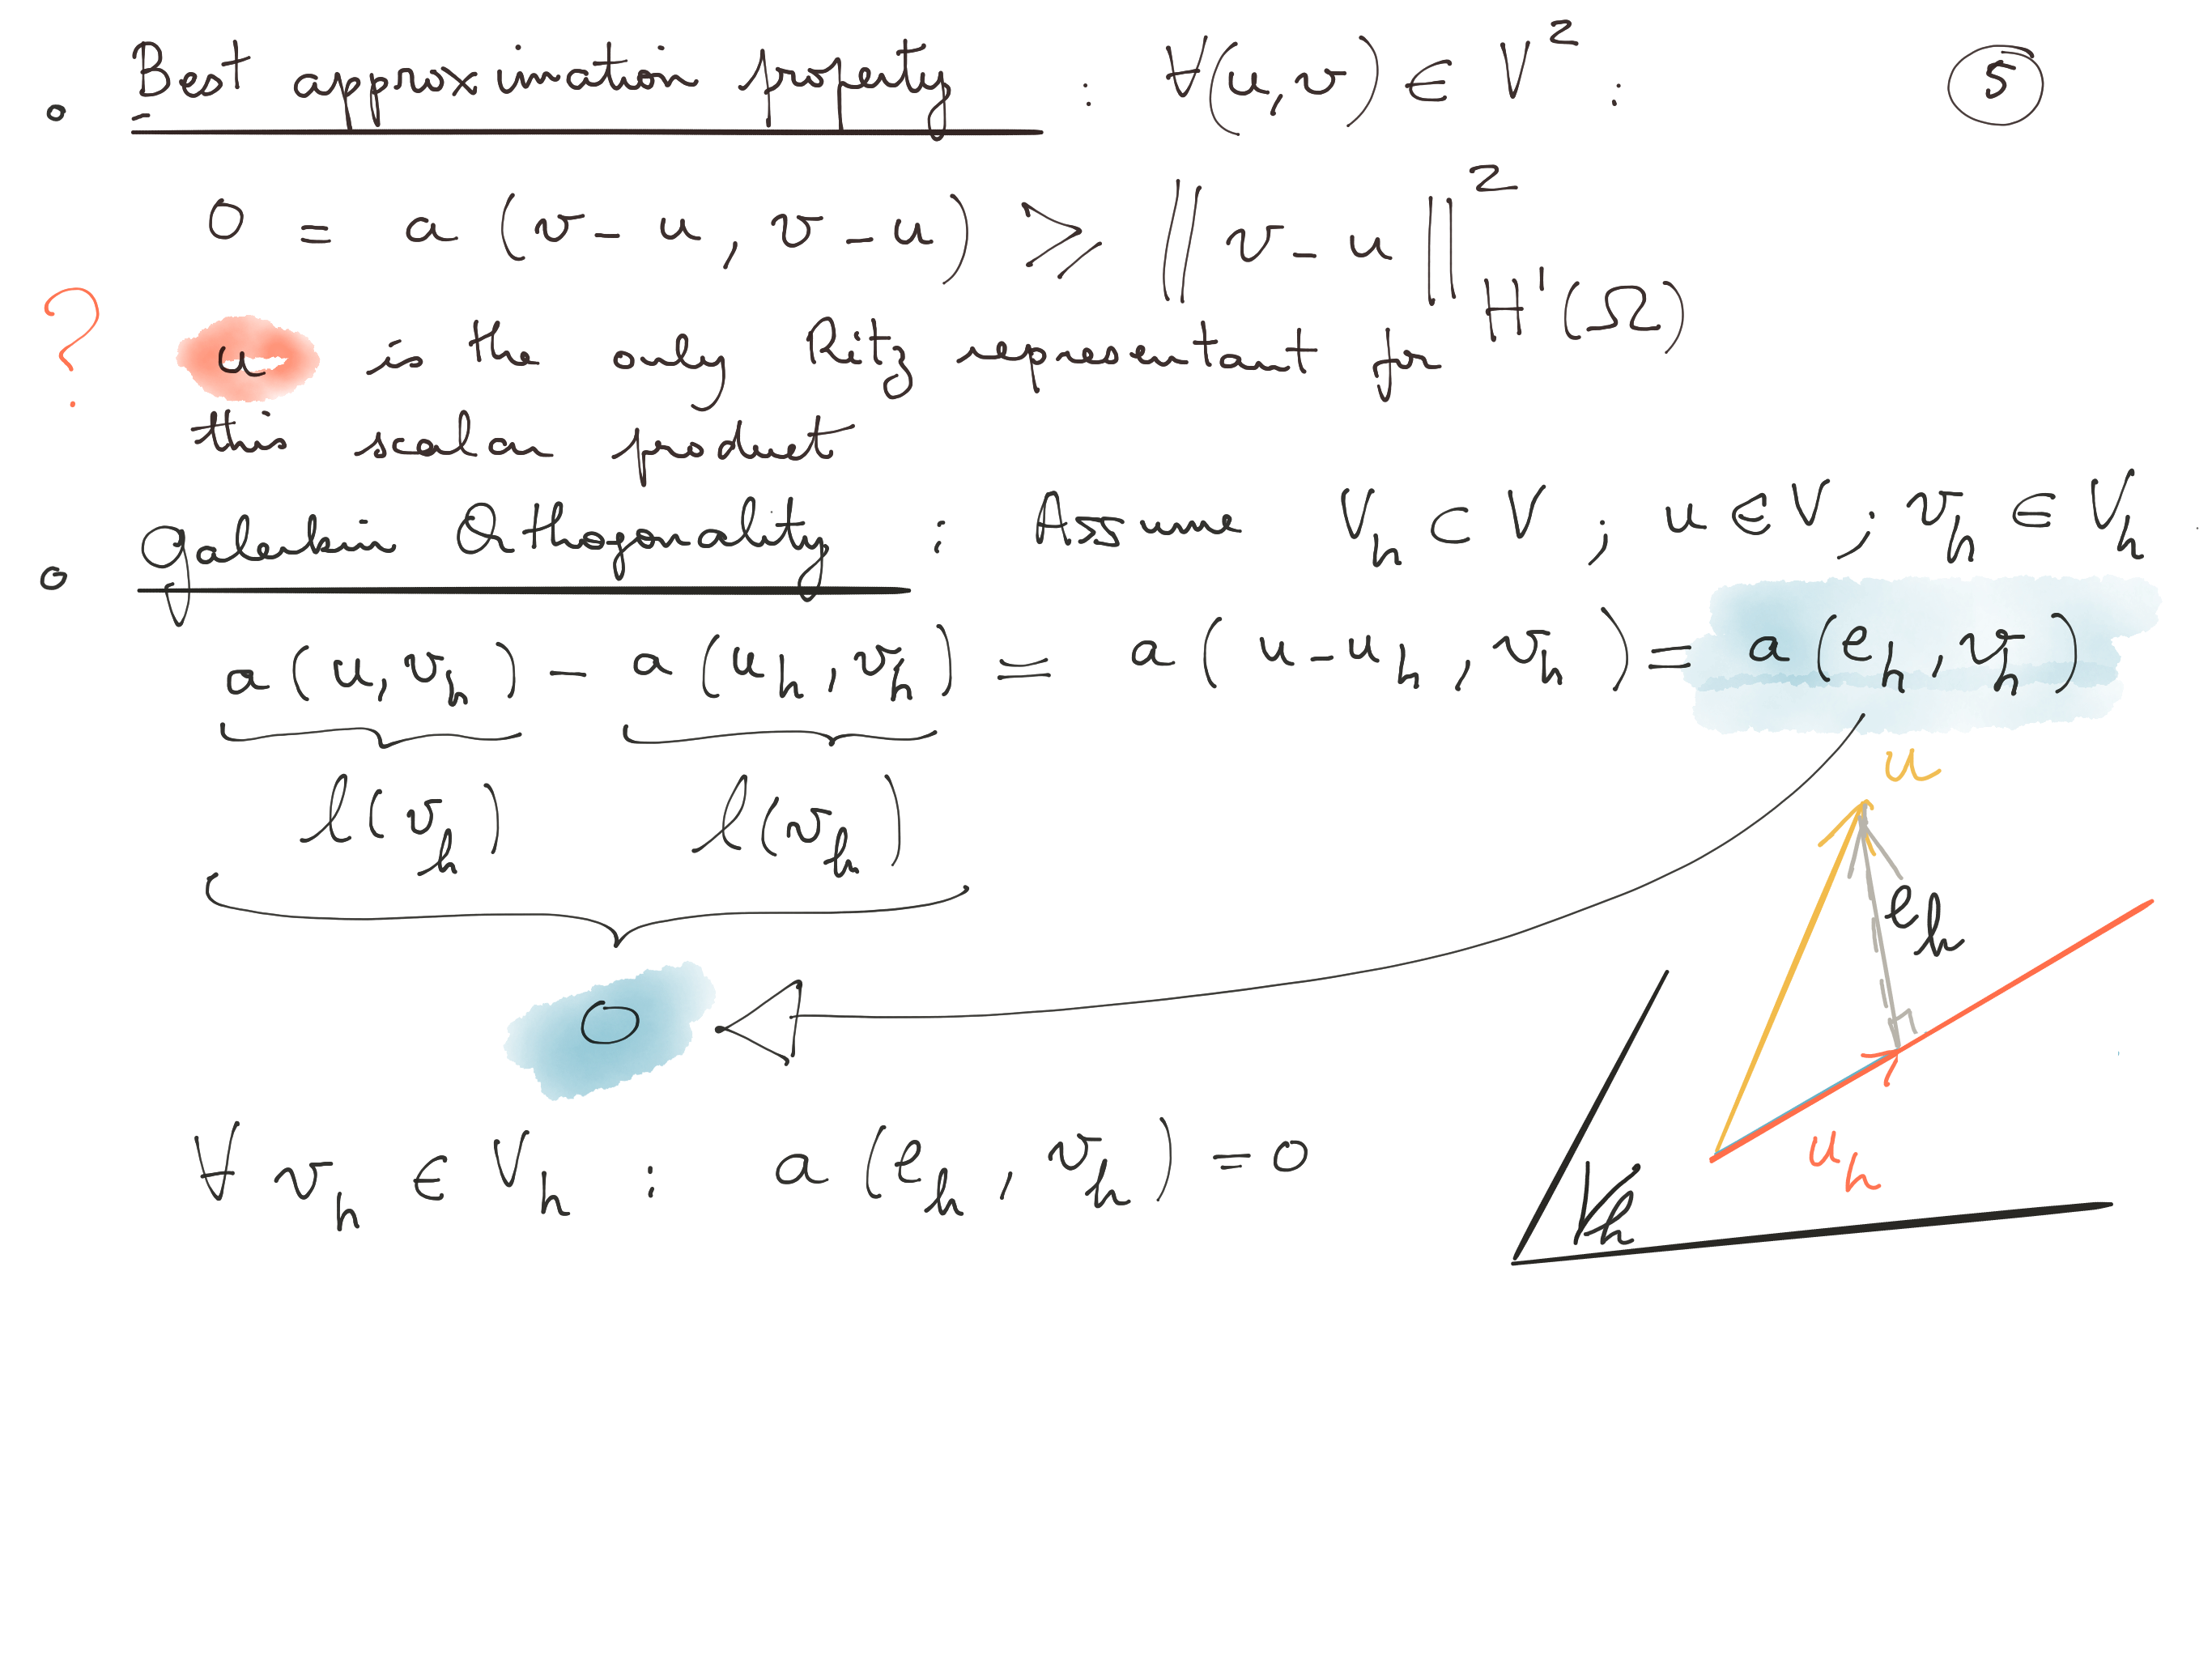 Best approximation property : ∀(u,v) ∈ V² : 5
0 = a (v - u, v - u) ⩾ ‖v - u‖²_H¹(Ω)
? u is the only Ritz representant for
this scalar product
Galerkin Orthogonality : Assume V_h ⊂ V ; u ∈ V ; v_h ∈ V_h
a (u, v_h) - a (u_h, v_h) = a ( u - u_h, v_h ) = a (e_h, v_h)
l(v_h) l(v_h)
u
e_h
0
u_h
∀ v_h ∈ V_h : a (e_h, v_h) = 0
V_h